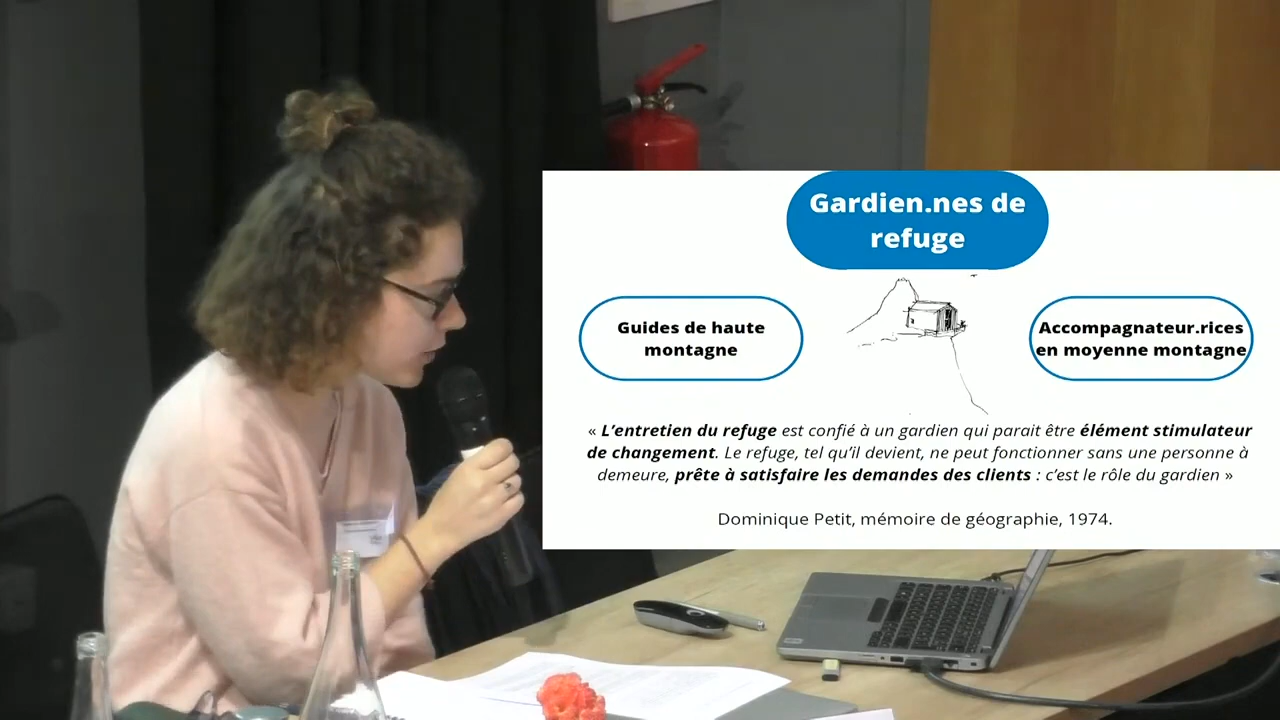 Gardien.nes de
refuge
Guides de haute
montagne
Accompagnateur.rices
en moyenne montagne
« L’entretien du refuge est confié à un gardien qui parait être élément stimulateur
de changement. Le refuge, tel qu’il devient, ne peut fonctionner sans une personne à
demeure, prête à satisfaire les demandes des clients : c’est le rôle du gardien »
Dominique Petit, mémoire de géographie, 1974.